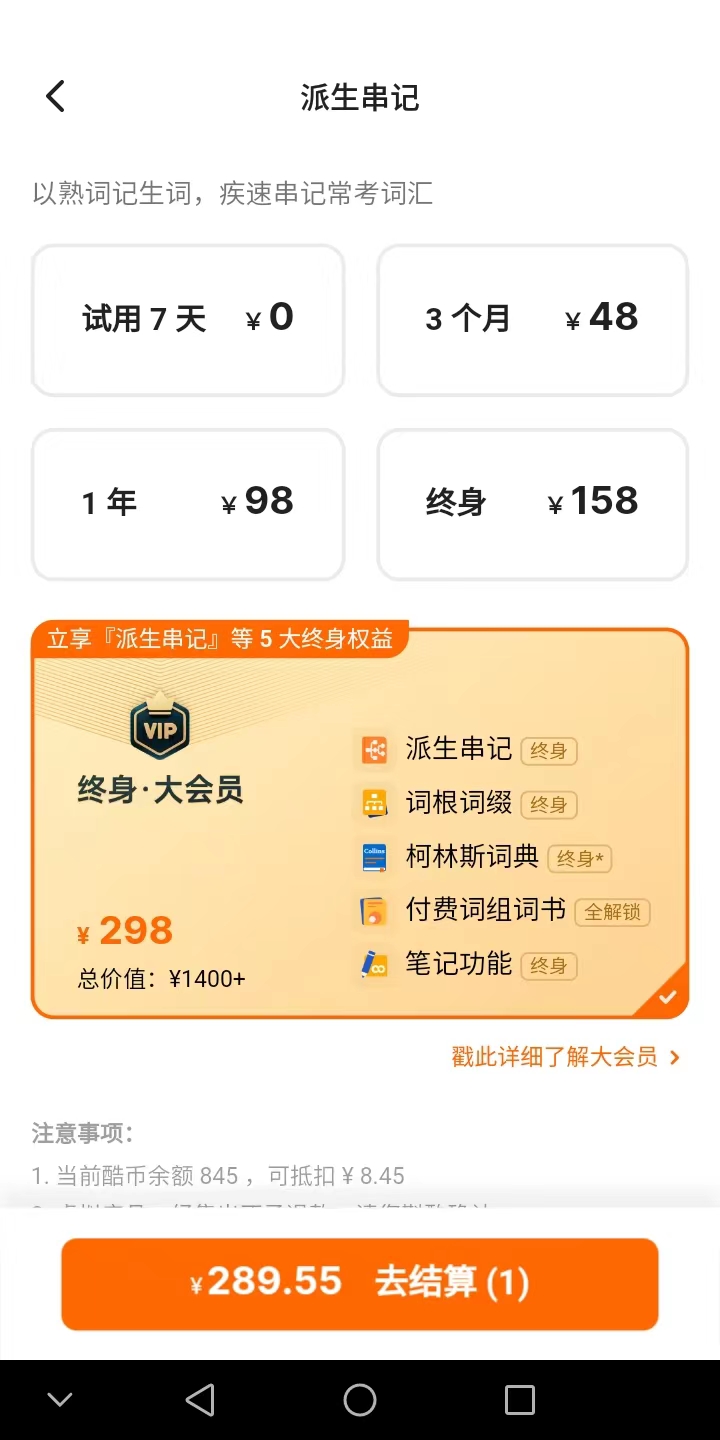 派生串记
以熟词记生词，疾速串记常考词汇
试用 7 天 ¥ 0
3 个月 ¥ 48
1 年 ¥ 98
终身 ¥ 158
立享『派生串记』等 5 大终身权益
VIP
终身·大会员
¥ 298
总价值：¥1400+
派生串记 终身
词根词缀 终身
Collins
柯林斯词典 终身*
付费词组词书 全解锁
笔记功能 终身
戳此详细了解大会员 >
注意事项：
1. 当前酷币余额 845 ，可抵扣 ¥ 8.45
¥ 289.55 去结算 (1)